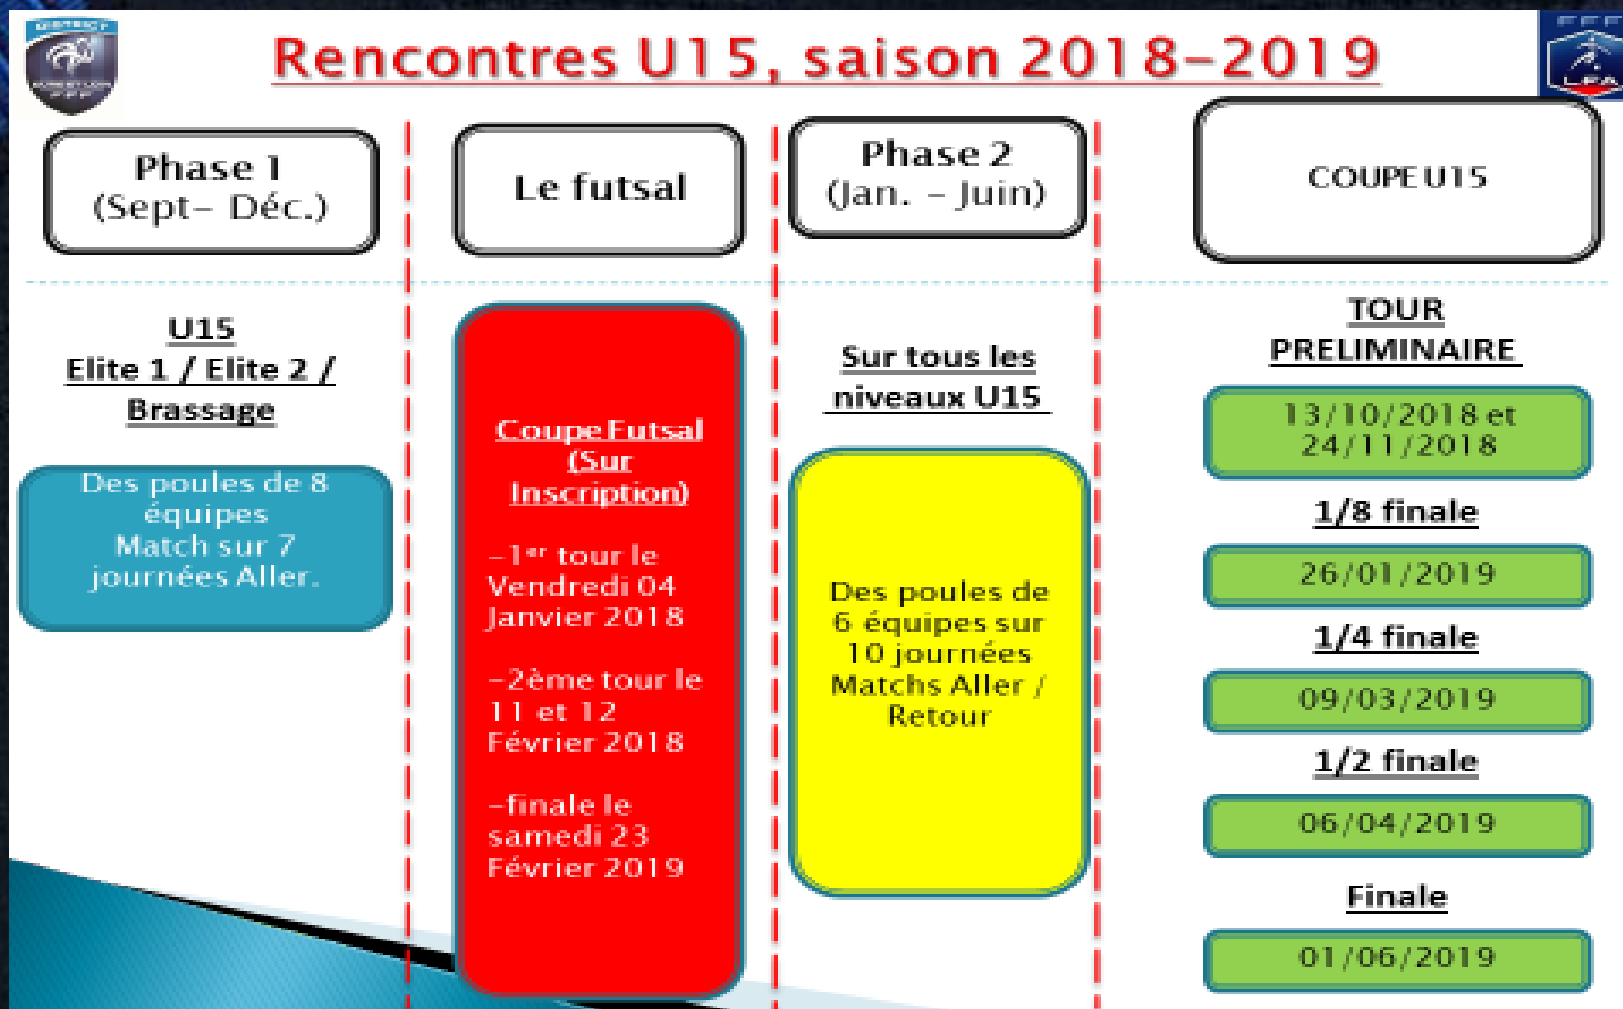 DISTRICT
FFF
FFF
LFA
Rencontres U15, saison 2018-2019
Phase 1
(Sept- Déc.)
U15
Elite 1 / Elite 2 /
Brassage
Des poules de 8
équipes
Match sur 7
journées Aller.
Le futsal
Coupe Futsal
(Sur
Inscription)
-1er tour le
Vendredi 04
Janvier 2018
-2ème tour le
11 et 12
Février 2018
-finale le
samedi 23
Février 2019
Phase 2
(Jan. - Juin)
Sur tous les
niveaux U15
Des poules de
6 équipes sur
10 journées
Matchs Aller /
Retour
COUPE U15
TOUR
PRELIMINAIRE
13/10/2018 et
24/11/2018
1/8 finale
26/01/2019
1/4 finale
09/03/2019
1/2 finale
06/04/2019
Finale
01/06/2019